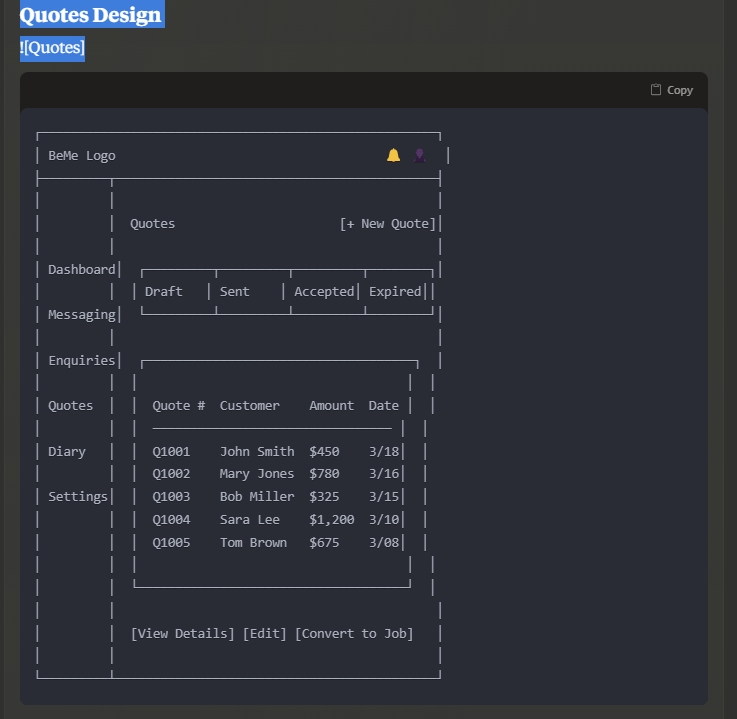 Quotes Design
![Quotes]
Copy
BeMe Logo
Quotes [+ New Quote]
Dashboard
Draft Sent Accepted Expired
Messaging
Enquiries
Quotes Quote # Customer Amount Date
Diary Q1001 John Smith $450 3/18
Q1002 Mary Jones $780 3/16
Settings Q1003 Bob Miller $325 3/15
Q1004 Sara Lee $1,200 3/10
Q1005 Tom Brown $675 3/08
[View Details] [Edit] [Convert to Job]